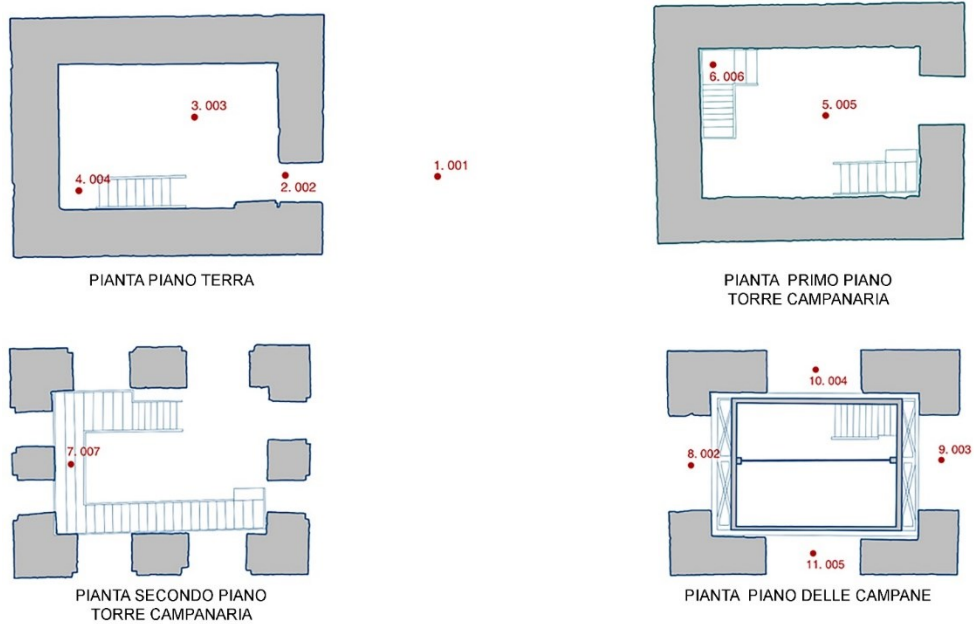 3. 003
4. 004
2. 002
1. 001
PIANTA PIANO TERRA
6. 006
5. 005
PIANTA PRIMO PIANO
TORRE CAMPANARIA
7. 007
PIANTA SECONDO PIANO
TORRE CAMPANARIA
10. 004
8. 002
9. 003
11. 005
PIANTA PIANO DELLE CAMPANE